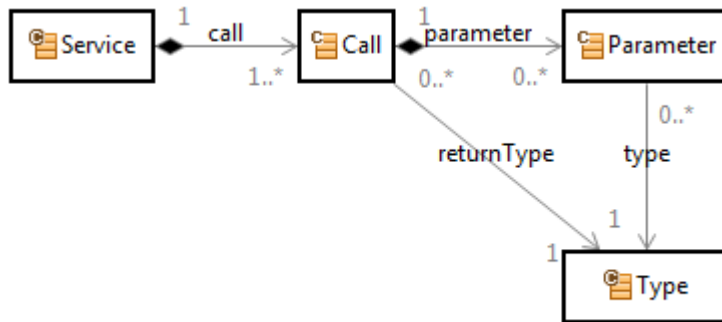 1 call 1 parameter
C Service C Call C Parameter
1..* 0..* 0..* 0..*
returnType type
1
1
C Type